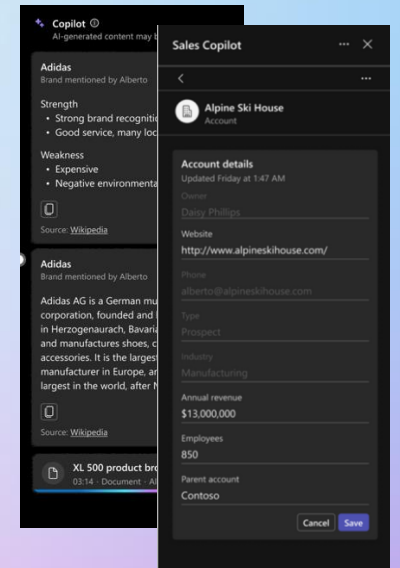 Copilot
AI-generated content may b
Adidas
Brand mentioned by Alberto
Strength
• Strong brand recognitio
• Good service, many loc
Weakness
• Expensive
• Negative environmenta
Source: Wikipedia
Adidas
Brand mentioned by Alberto
Adidas AG is a German mu
corporation, founded and
in Herzogenaurach, Bavaria
and manufactures shoes, c
accessories. It is the largest
manufacturer in Europe, an
largest in the world, after N
Source: Wikipedia
XL 500 product bro
03:14 · Document · Al
Sales Copilot
Alpine Ski House
Account
Account details
Updated Friday at 1:47 AM
Owner
Daisy Phillips
Website
http://www.alpineskihouse.com/
Phone
alberto@alpineskihouse.com
Type
Prospect
Industry
Manufacturing
Annual revenue
$13,000,000
Employees
850
Parent account
Contoso
Cancel
Save